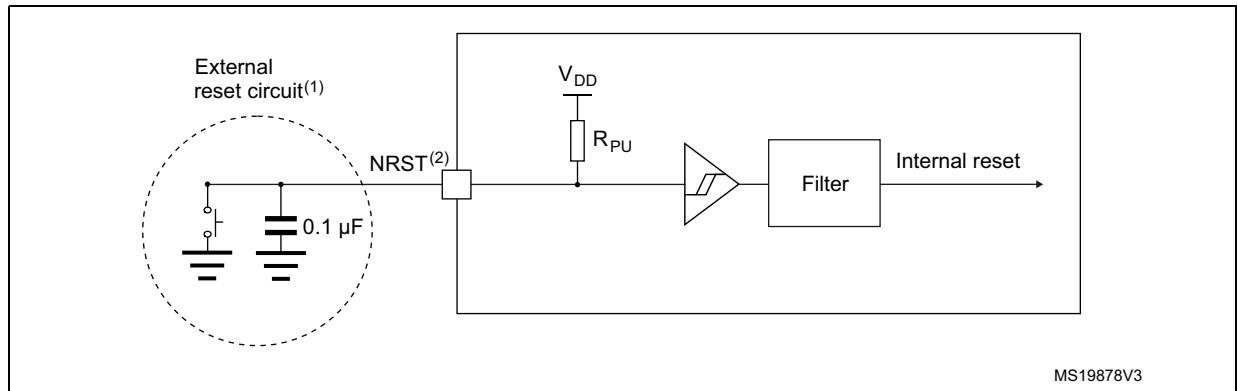 External
reset circuit(1)
VDD
RPU
NRST(2)
Internal reset
Filter
0.1 µF
MS19878V3